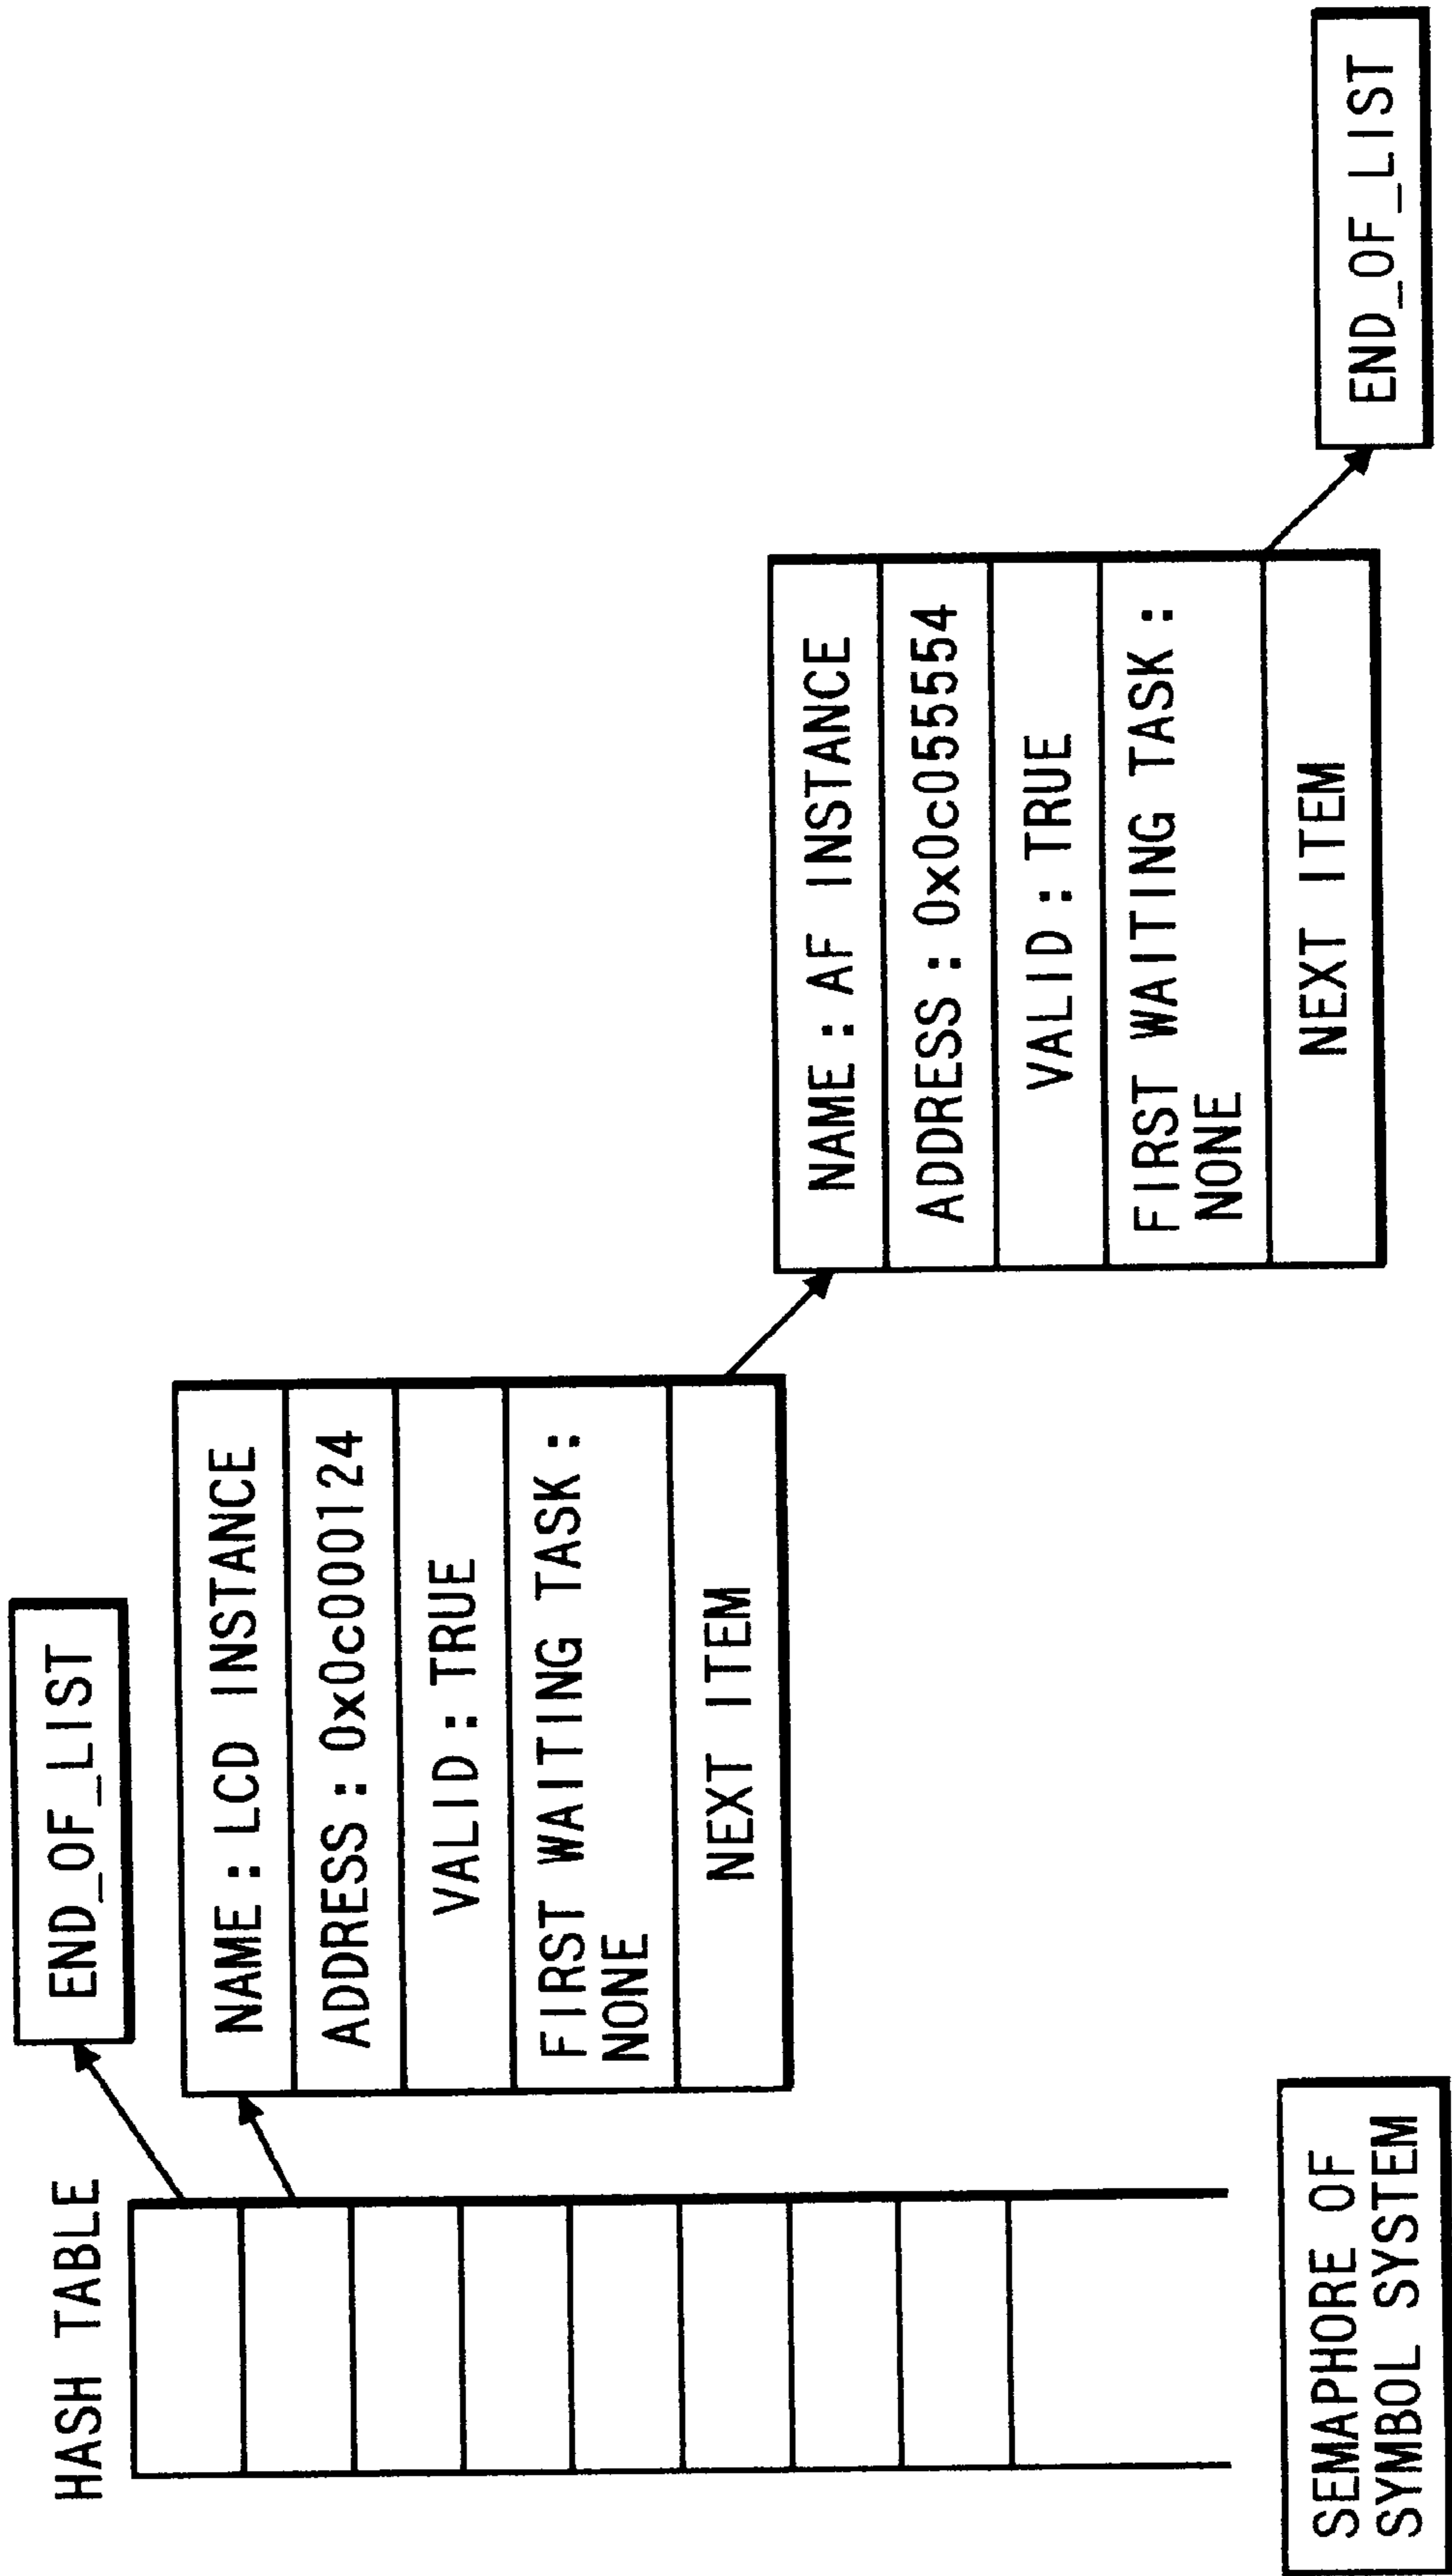 HASH TABLE
END_OF_LIST
NAME : LCD INSTANCE
ADDRESS : 0x0c000124
VALID : TRUE
FIRST WAITING TASK :
NONE
NEXT ITEM
NAME : AF INSTANCE
ADDRESS : 0x0c055554
VALID : TRUE
FIRST WAITING TASK :
NONE
NEXT ITEM
END_OF_LIST
SEMAPHORE OF
SYMBOL SYSTEM